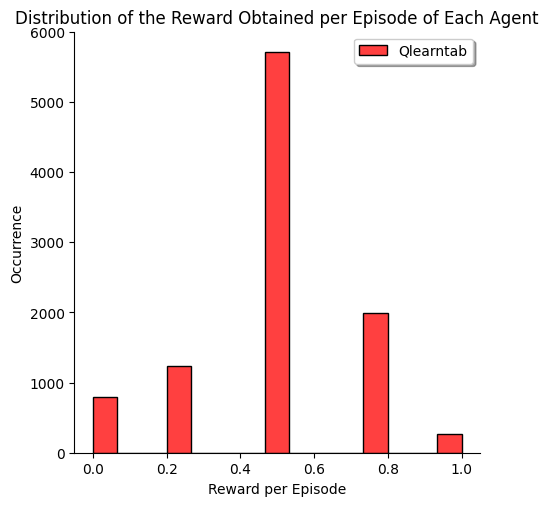 Distribution of the Reward Obtained per Episode of Each Agent
Qlearntab
6000
5000
4000
3000
2000
1000
0
Occurrence
0.0 0.2 0.4 0.6 0.8 1.0
Reward per Episode